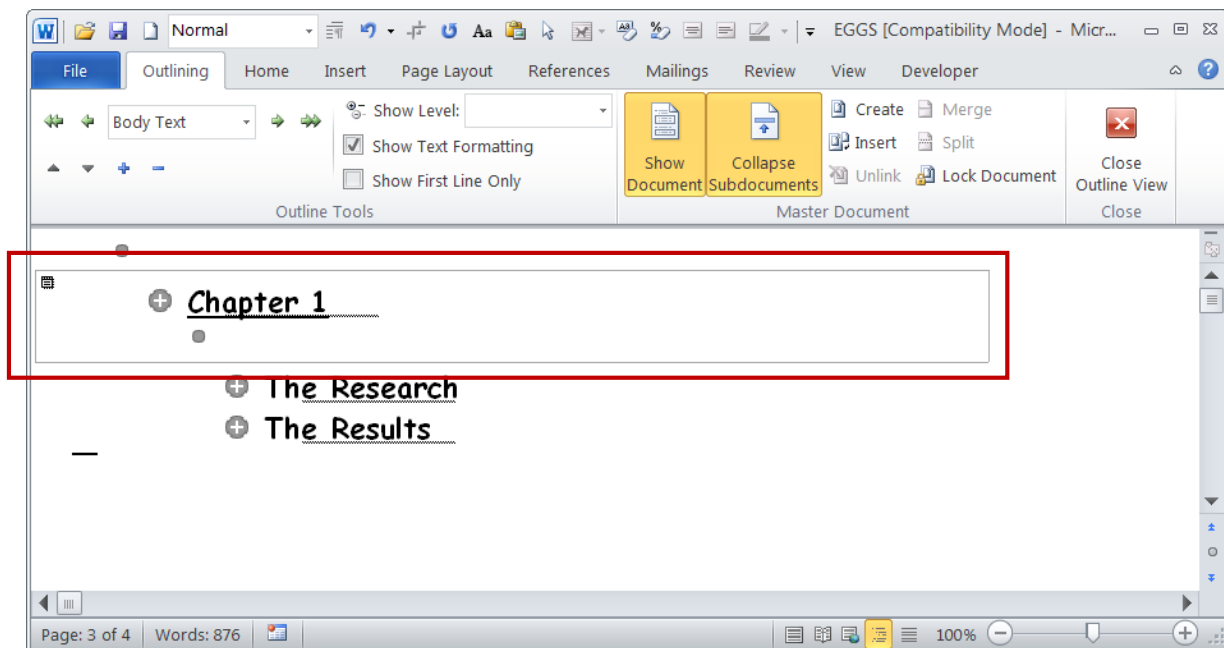 W Normal Aa EGGS [Compatibility Mode] - Micr...
File Outlining Home Insert Page Layout References Mailings Review View Developer
Body Text Show Level: Create Merge
Show Text Formatting Insert Split
Show First Line Only Unlink Lock Document
Show Document Collapse Subdocuments Close Outline View
Outline Tools Master Document Close
Chapter 1
The Research
The Results
Page: 3 of 4 Words: 876 100%